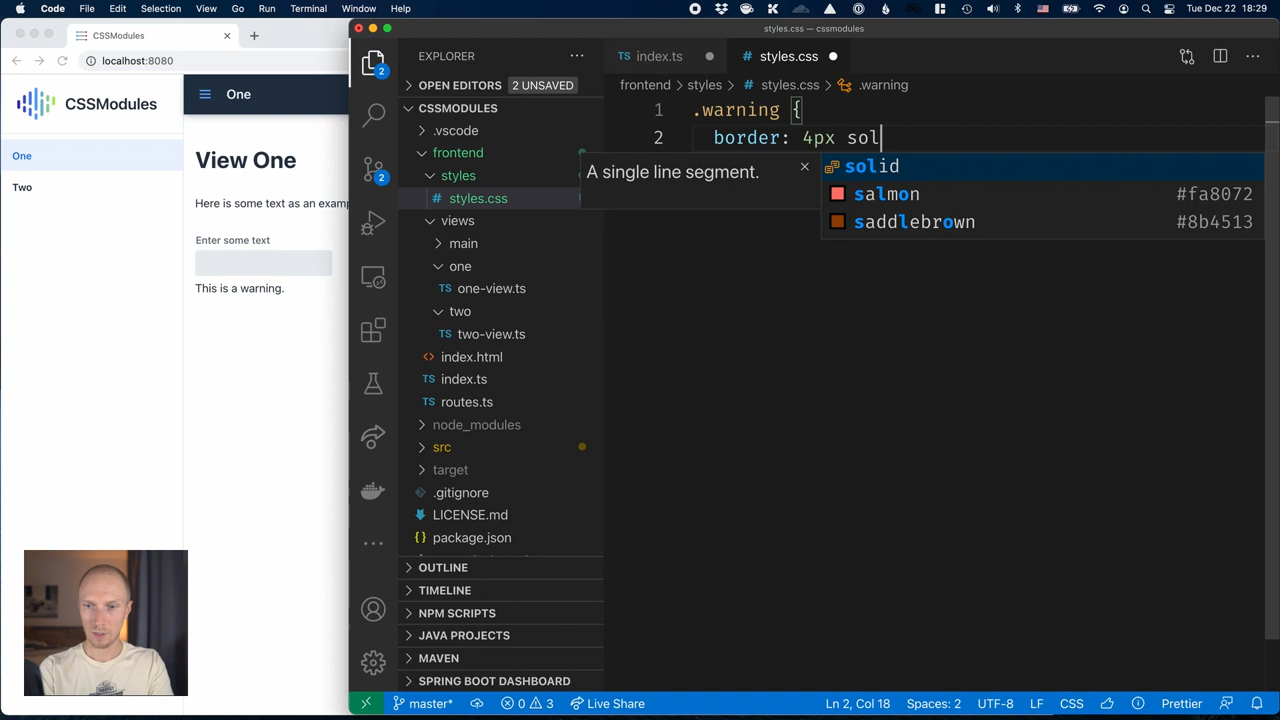 Code File Edit Selection View Go Run Terminal Window Help Tue Dec 22 18:29
CSSModules
localhost:8080
CSSModules
One
Two
One
View One
Here is some text as an examp
Enter some text
This is a warning.
styles.css — cssmodules
2
2
EXPLORER
OPEN EDITORS 2 UNSAVED
CSSMODULES
.vscode
frontend
styles
# styles.css
views
main
one
TS one-view.ts
two
TS two-view.ts
<> index.html
TS index.ts
TS routes.ts
node_modules
src
target
.gitignore
LICENSE.md
{} package.json
OUTLINE
TIMELINE
NPM SCRIPTS
JAVA PROJECTS
MAVEN
SPRING BOOT DASHBOARD
TS index.ts
# styles.css
frontend > styles > # styles.css > .warning
1 .warning {
2 border: 4px sol
A single line segment.
solid
salmon #fa8072
saddlebrown #8b4513
master* 0 3 Live Share Ln 2, Col 18 Spaces: 2 UTF-8 LF CSS Prettier